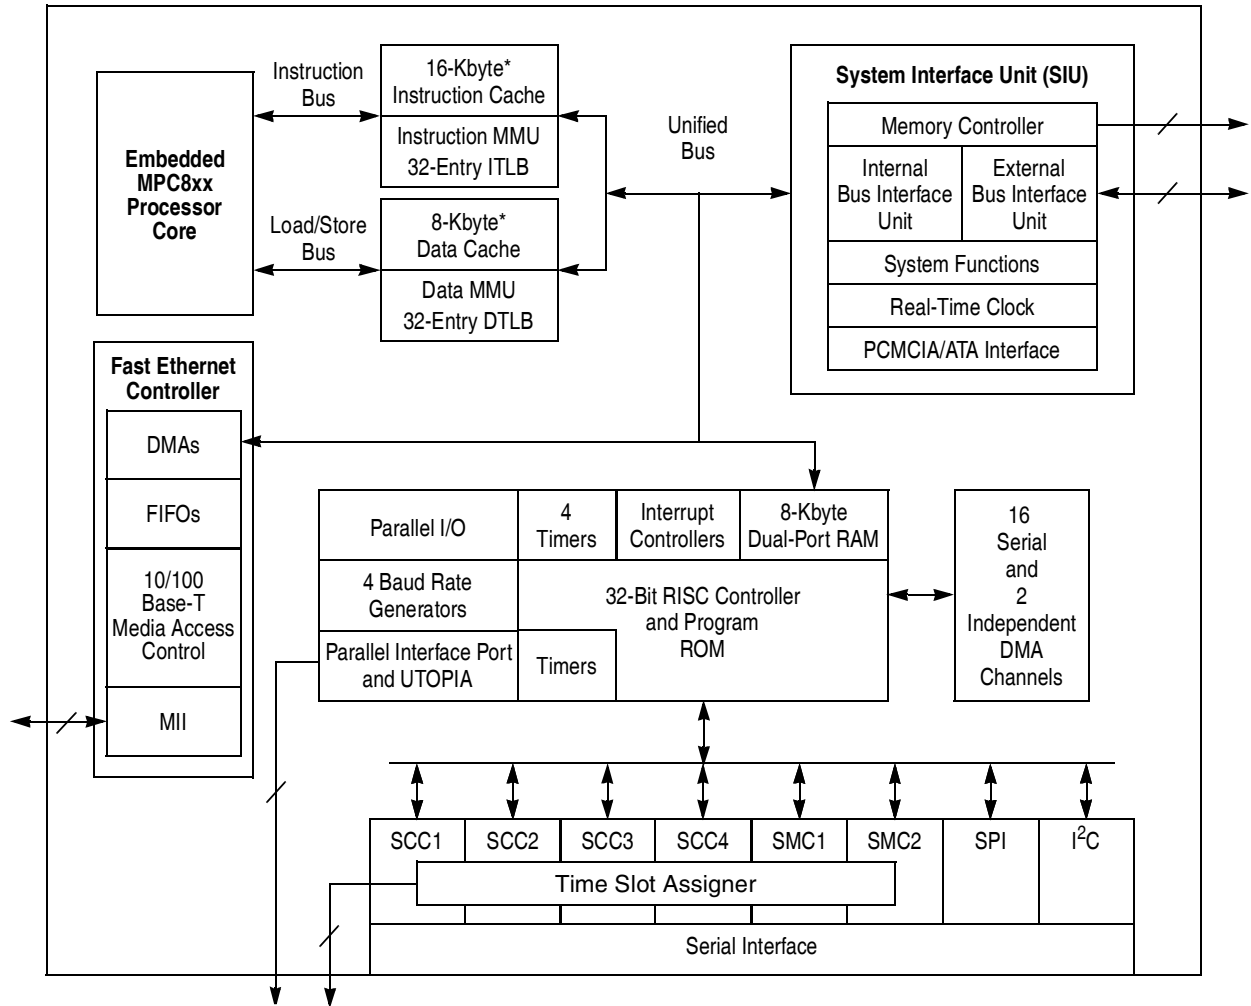 Embedded
MPC8xx
Processor
Core
Instruction
Bus
Load/Store
Bus
16-Kbyte*
Instruction Cache
Instruction MMU
32-Entry ITLB
8-Kbyte*
Data Cache
Data MMU
32-Entry DTLB
Unified
Bus
System Interface Unit (SIU)
Memory Controller
Internal
Bus Interface
Unit
External
Bus Interface
Unit
System Functions
Real-Time Clock
PCMCIA/ATA Interface
Fast Ethernet
Controller
DMAs
FIFOs
10/100
Base-T
Media Access
Control
MII
Parallel I/O
4
Timers
Interrupt
Controllers
8-Kbyte
Dual-Port RAM
4 Baud Rate
Generators
32-Bit RISC Controller
and Program
ROM
Parallel Interface Port
and UTOPIA
Timers
16
Serial
and
2
Independent
DMA
Channels
SCC1
SCC2
SCC3
SCC4
SMC1
SMC2
SPI
I²C
Time Slot Assigner
Serial Interface